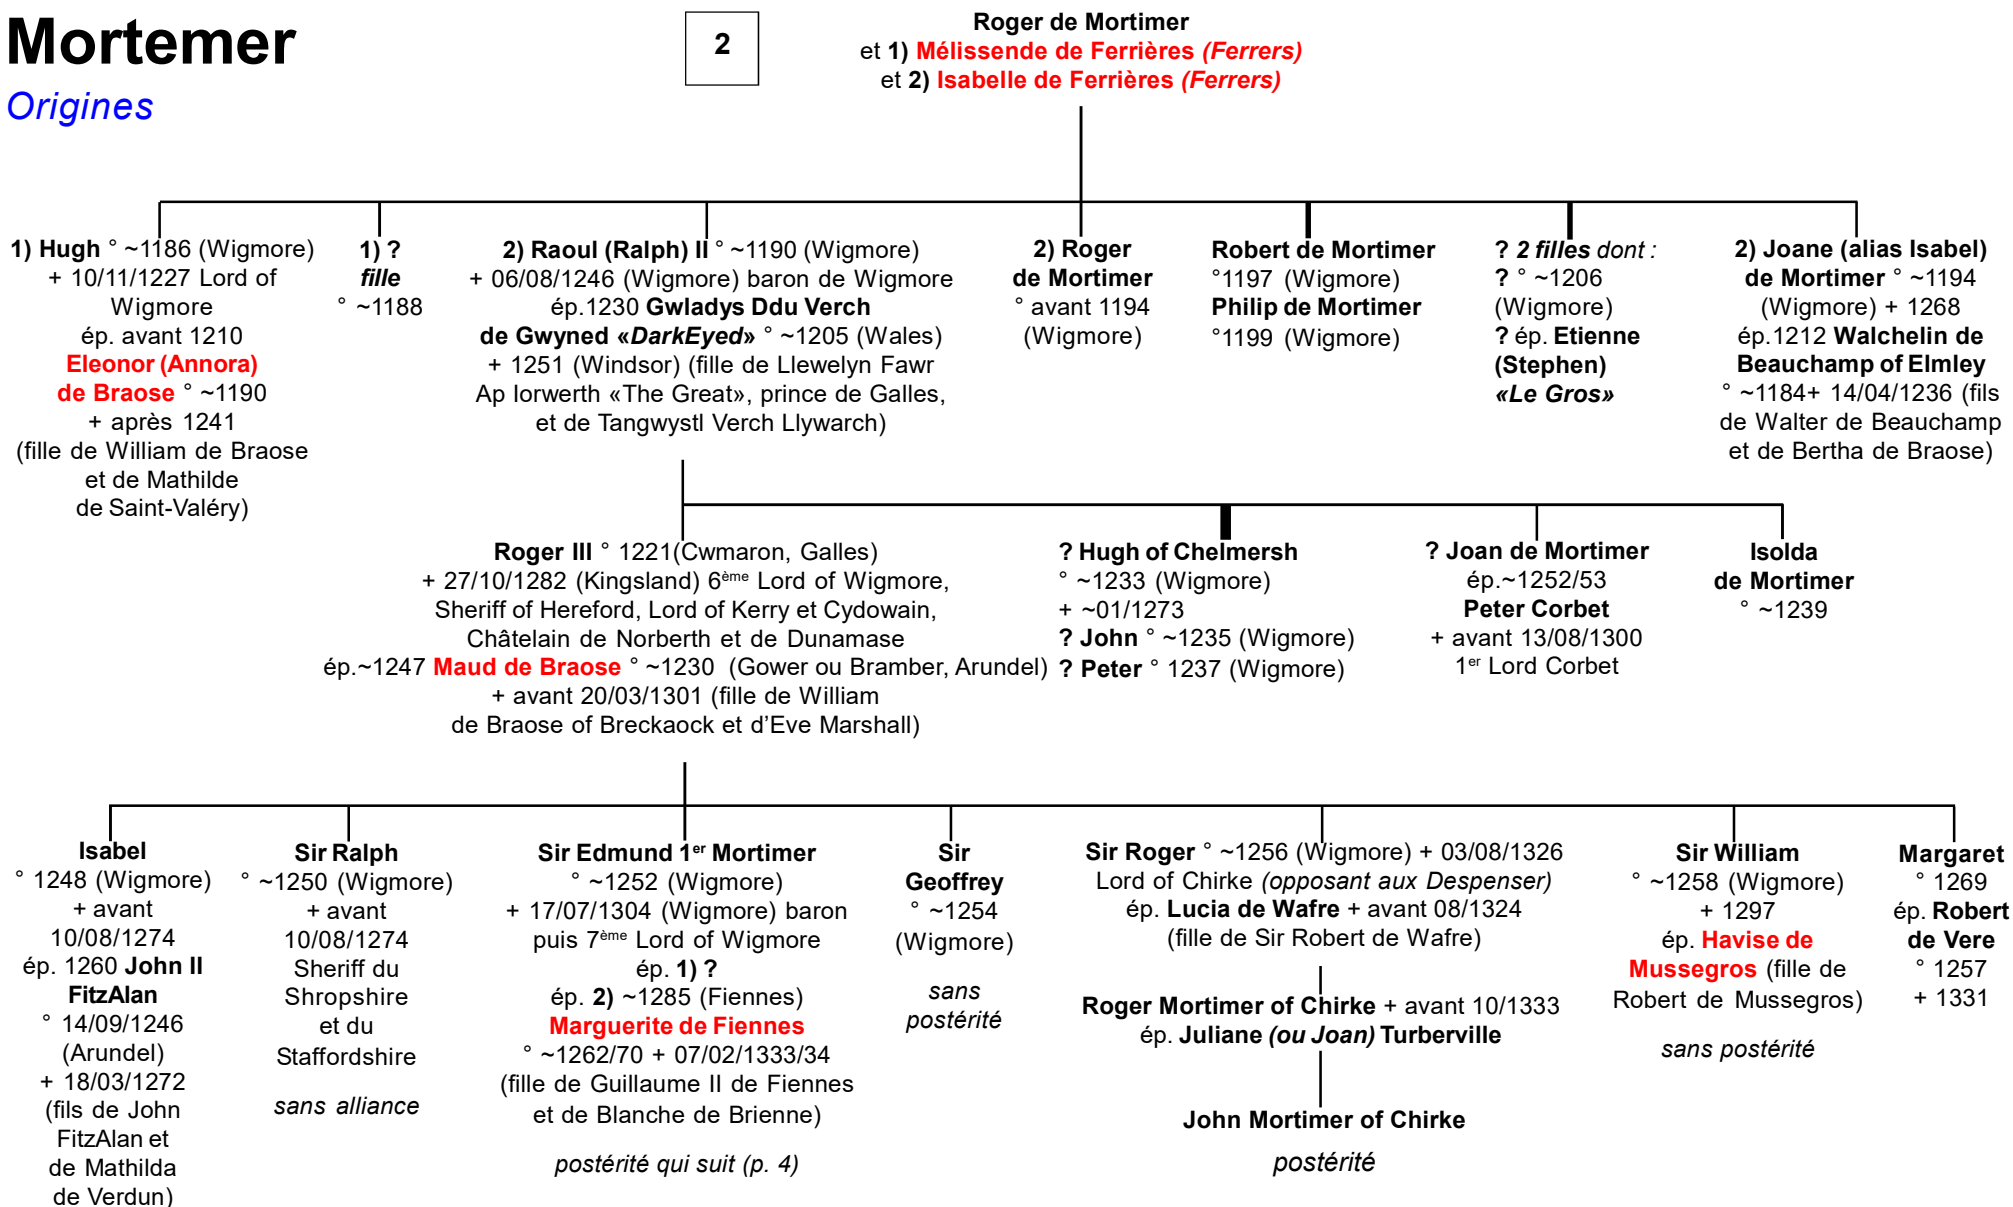 Mortemer
Origines
2
Roger de Mortimer
et 1) Mélissende de Ferrières (Ferrers)
et 2) Isabelle de Ferrières (Ferrers)
1) Hugh ° ~1186 (Wigmore)
+ 10/11/1227 Lord of
Wigmore
ép. avant 1210
Eleonor (Annora)
de Braose ° ~1190
+ après 1241
(fille de William de Braose
et de Mathilde
de Saint-Valéry)
1) ?
fille
° ~1188
2) Raoul (Ralph) II ° ~1190 (Wigmore)
+ 06/08/1246 (Wigmore) baron de Wigmore
ép.1230 Gwladys Ddu Verch
de Gwyned «DarkEyed» ° ~1205 (Wales)
+ 1251 (Windsor) (fille de Llewelyn Fawr
Ap Iorwerth «The Great», prince de Galles,
et de Tangwystl Verch Llywarch)
2) Roger
de Mortimer
° avant 1194
(Wigmore)
Robert de Mortimer
°1197 (Wigmore)
Philip de Mortimer
°1199 (Wigmore)
? 2 filles dont :
? ° ~1206
(Wigmore)
? ép. Etienne
(Stephen)
«Le Gros»
2) Joane (alias Isabel)
de Mortimer ° ~1194
(Wigmore) + 1268
ép.1212 Walchelin de
Beauchamp of Elmley
° ~1184+ 14/04/1236 (fils
de Walter de Beauchamp
et de Bertha de Braose)
Roger III ° 1221(Cwmaron, Galles)
+ 27/10/1282 (Kingsland) 6ème Lord of Wigmore,
Sheriff of Hereford, Lord of Kerry et Cydowain,
Châtelain de Norberth et de Dunamase
ép.~1247 Maud de Braose ° ~1230 (Gower ou Bramber, Arundel)
+ avant 20/03/1301 (fille de William
de Braose of Breckaock et d'Eve Marshall)
? Hugh of Chelmersh
° ~1233 (Wigmore)
+ ~01/1273
? John ° ~1235 (Wigmore)
? Peter ° 1237 (Wigmore)
? Joan de Mortimer
ép.~1252/53
Peter Corbet
+ avant 13/08/1300
1er Lord Corbet
Isolda
de Mortimer
° ~1239
Isabel
° 1248 (Wigmore)
+ avant
10/08/1274
ép. 1260 John II
FitzAlan
° 14/09/1246
(Arundel)
+ 18/03/1272
(fils de John
FitzAlan et
de Mathilda
de Verdun)
Sir Ralph
° ~1250 (Wigmore)
+ avant
10/08/1274
Sheriff du
Shropshire
et du
Staffordshire
sans alliance
Sir Edmund 1er Mortimer
° ~1252 (Wigmore)
+ 17/07/1304 (Wigmore) baron
puis 7ème Lord of Wigmore
ép. 1) ?
ép. 2) ~1285 (Fiennes)
Marguerite de Fiennes
° ~1262/70 + 07/02/1333/34
(fille de Guillaume II de Fiennes
et de Blanche de Brienne)
postérité qui suit (p. 4)
Sir
Geoffrey
° ~1254
(Wigmore)
sans
postérité
Sir Roger ° ~1256 (Wigmore) + 03/08/1326
Lord of Chirke (opposant aux Despenser)
ép. Lucia de Wafre + avant 08/1324
(fille de Sir Robert de Wafre)
Roger Mortimer of Chirke + avant 10/1333
ép. Juliane (ou Joan) Turberville
John Mortimer of Chirke
postérité
Sir William
° ~1258 (Wigmore)
+ 1297
ép. Havise de
Mussegros (fille de
Robert de Mussegros)
sans postérité
Margaret
° 1269
ép. Robert
de Vere
° 1257
+ 1331